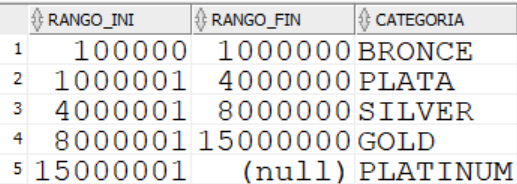 RANGO_INI RANGO_FIN CATEGORIA
1 100000 1000000 BRONCE
2 1000001 4000000 PLATA
3 4000001 8000000 SILVER
4 8000001 15000000 GOLD
5 15000001 (null) PLATINUM